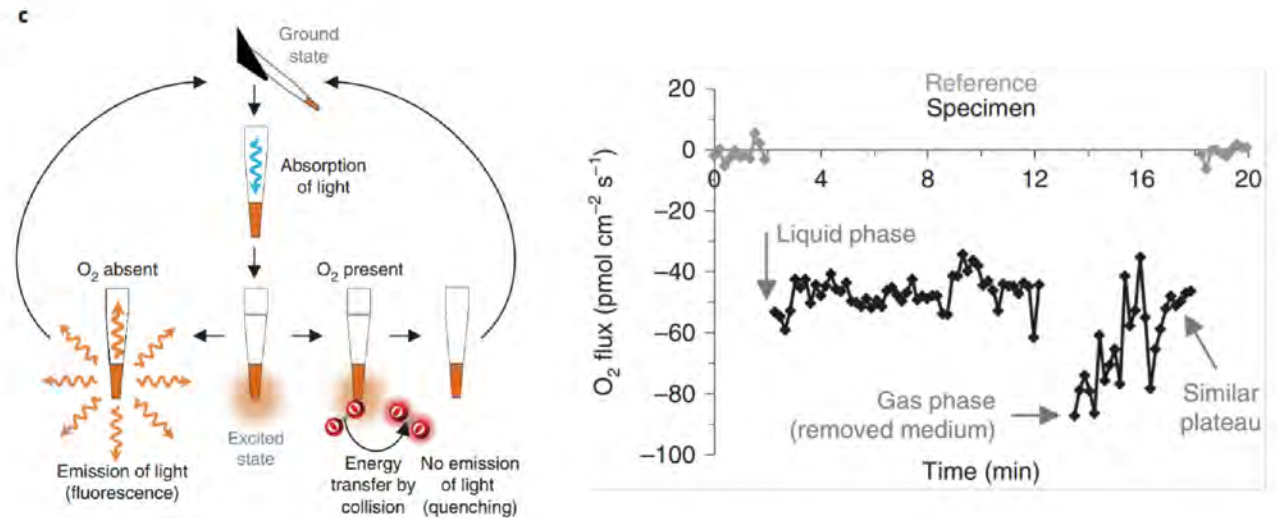 c
Ground
state
Absorption
of light
O₂ absent
O₂ present
Emission of light
(fluorescence)
Excited
state
Energy
transfer by
collision
No emission
of light
(quenching)
Reference
Specimen
20
0
−20
−40
−60
−80
−100
O₂ flux (pmol cm⁻² s⁻¹)
0
4
8
12
16
20
Liquid phase
Gas phase
(removed medium)
Similar
plateau
Time (min)